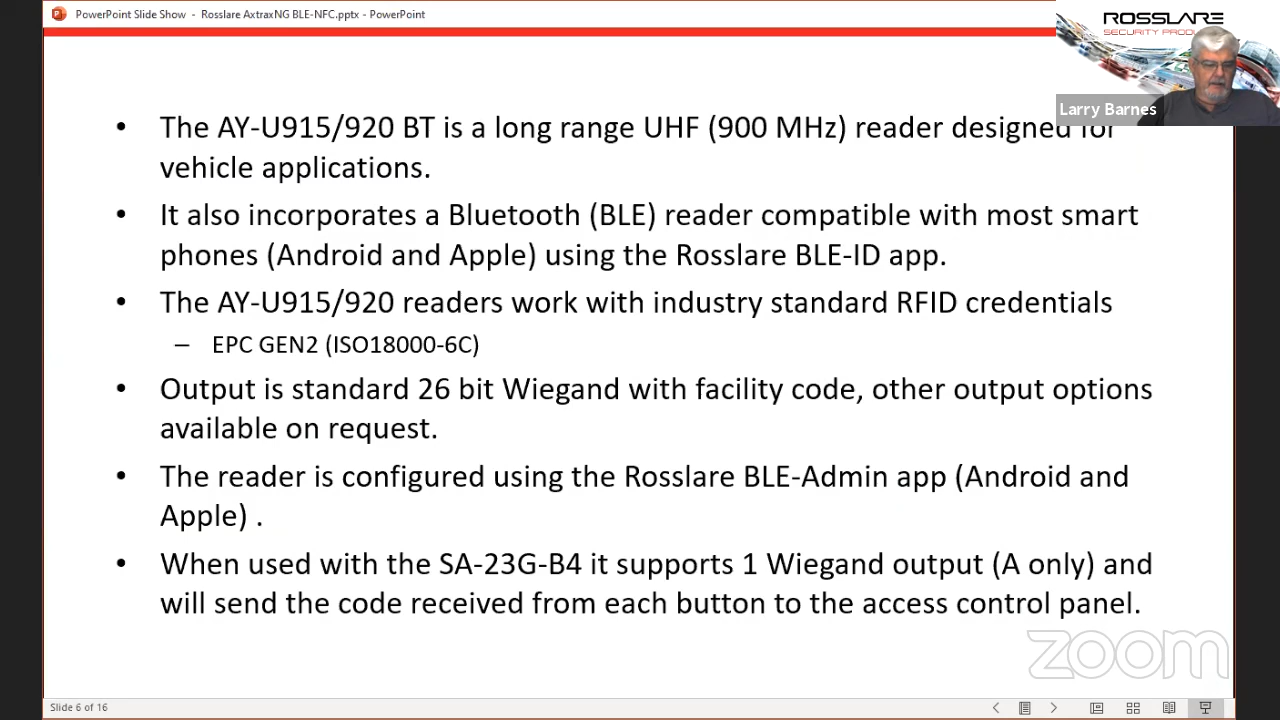 PowerPoint Slide Show - Rosslare AxtraxNG BLE-NFC.pptx - PowerPoint
ROSSLARE
SECURITY PRODU
Larry Barnes
• The AY-U915/920 BT is a long range UHF (900 MHz) reader designed for
vehicle applications.
• It also incorporates a Bluetooth (BLE) reader compatible with most smart
phones (Android and Apple) using the Rosslare BLE-ID app.
• The AY-U915/920 readers work with industry standard RFID credentials
– EPC GEN2 (ISO18000-6C)
• Output is standard 26 bit Wiegand with facility code, other output options
available on request.
• The reader is configured using the Rosslare BLE-Admin app (Android and
Apple) .
• When used with the SA-23G-B4 it supports 1 Wiegand output (A only) and
will send the code received from each button to the access control panel.
zoom
Slide 6 of 16